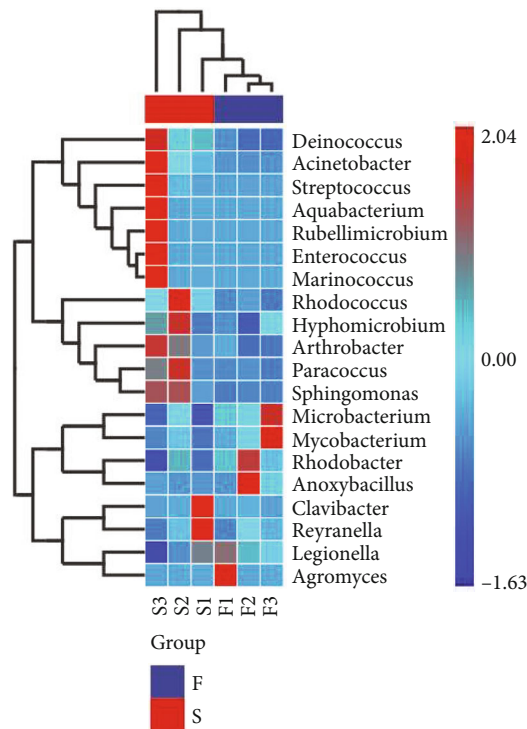 2.04
Deinococcus
Acinetobacter
Streptococcus
Aquabacterium
Rubellimicrobium
Enterococcus
Marinococcus
Rhodococcus
Hyphomicrobium
Arthrobacter
0.00
Paracoccus
Sphingomonas
Microbacterium
Mycobacterium
Rhodobacter
Anoxybacillus
Clavibacter
Reyranella
Legionella
Agromyces
−1.63
S3 S2 S1 F1 F2 F3
Group
F
S